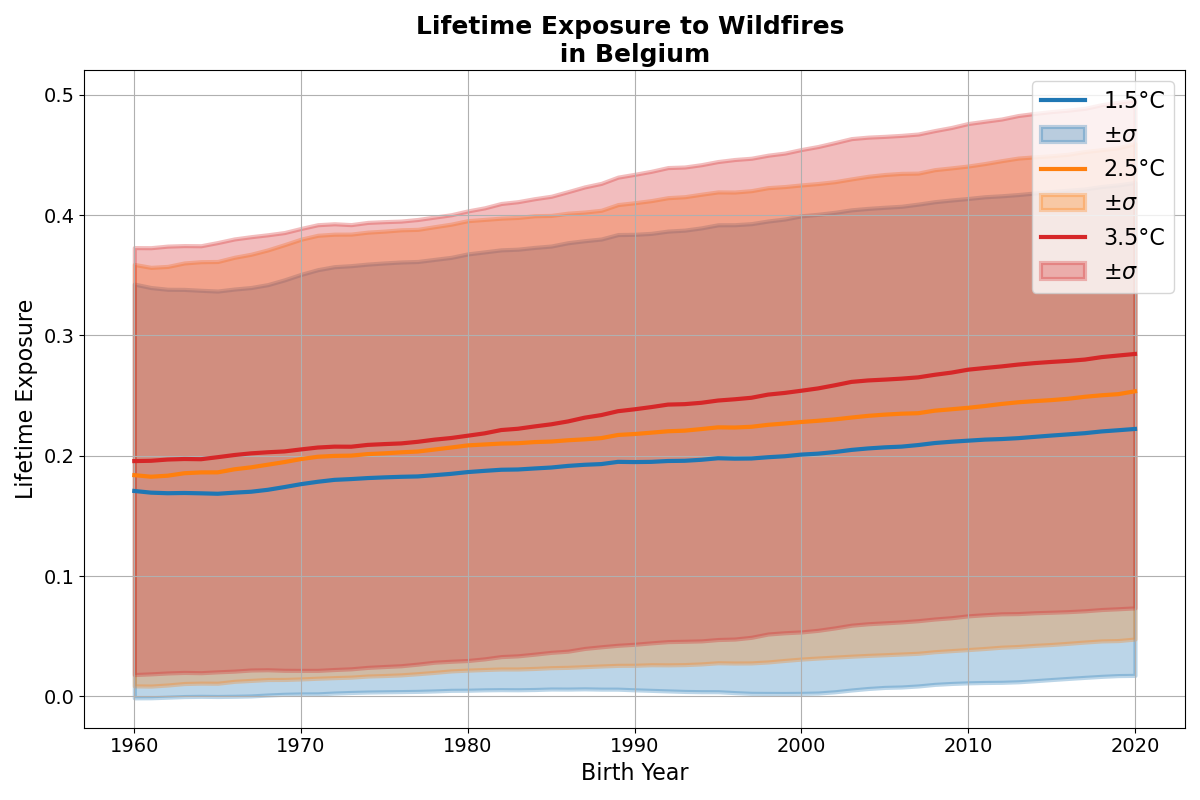 Lifetime Exposure to Wildfires
in Belgium
Lifetime Exposure
0.5
0.4
0.3
0.2
0.1
0.0
1.5°C
±σ
2.5°C
±σ
3.5°C
±σ
1960 1970 1980 1990 2000 2010 2020
Birth Year